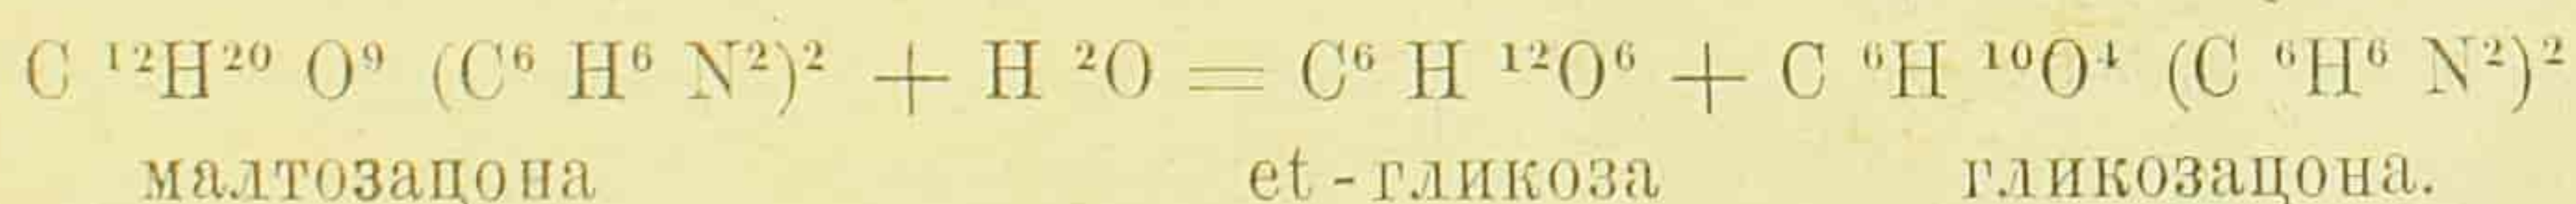 C ¹²H²⁰ O⁹ (C⁶ H⁶ N²)² + H ²O = C⁶ H ¹²O⁶ + C ⁶H ¹⁰O⁴ (C ⁶H⁶ N²)²
малтозацона et - гликоза гликозацона.